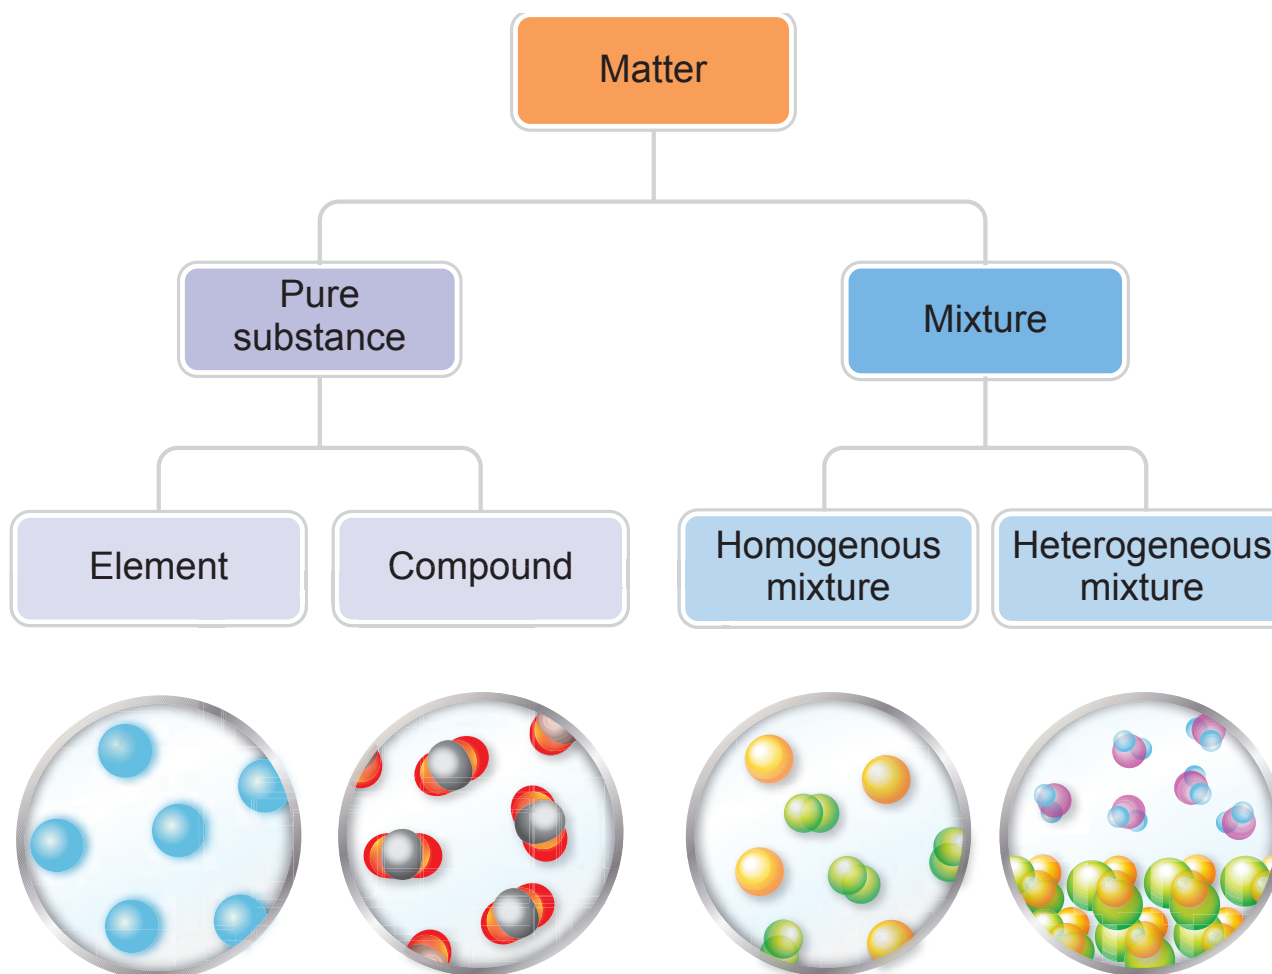 Matter
Pure
substance
Mixture
Element
Compound
Homogenous
mixture
Heterogeneous
mixture